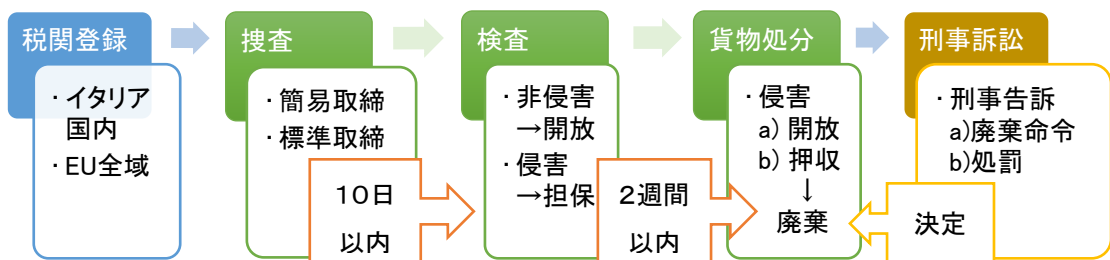 税関登録
・イタリア
国内
・EU全域
捜査
・簡易取締
・標準取締
10日
以内
検査
・非侵害
→開放
・侵害
→担保
2週間
以内
貨物処分
・侵害
a) 開放
b) 押収
↓
廃棄
刑事訴訟
・刑事告訴
a)廃棄命令
b)処罰
決定